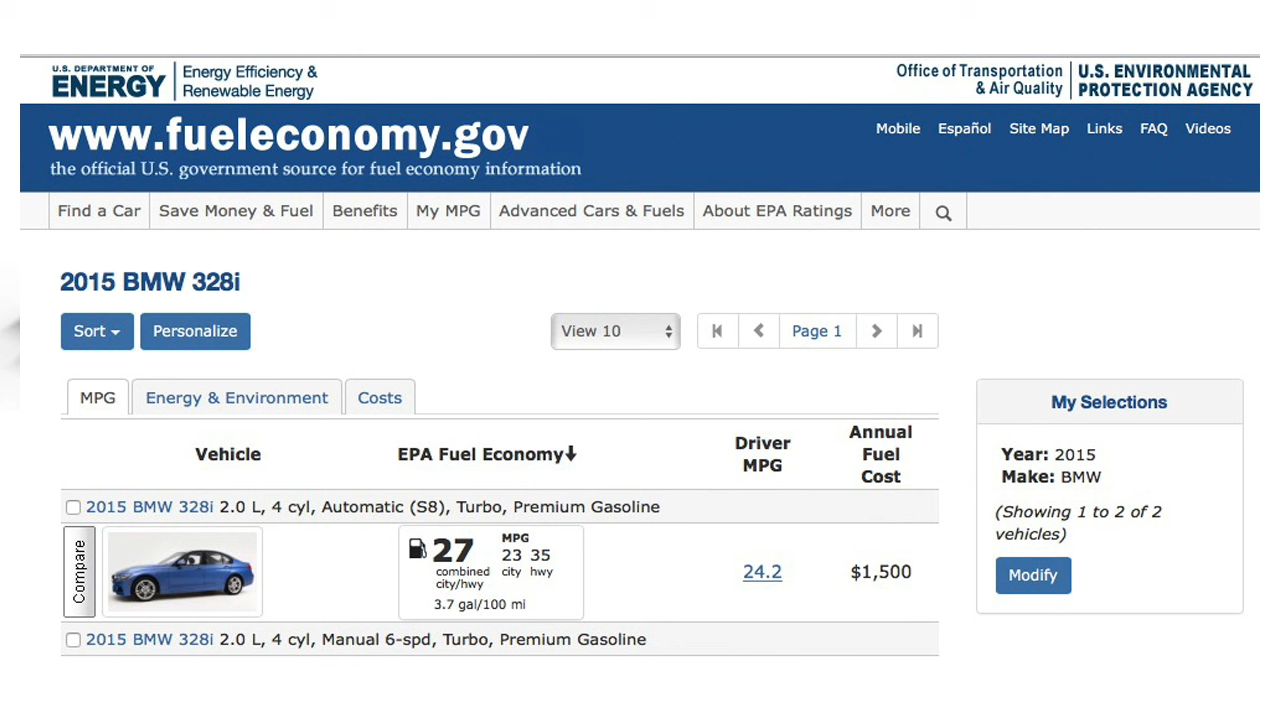 U.S. DEPARTMENT OF
ENERGY
Energy Efficiency &
Renewable Energy
Office of Transportation
& Air Quality
U.S. ENVIRONMENTAL
PROTECTION AGENCY
www.fueleconomy.gov
the official U.S. government source for fuel economy information
Mobile Español Site Map Links FAQ Videos
Find a Car Save Money & Fuel Benefits My MPG Advanced Cars & Fuels About EPA Ratings More
2015 BMW 328i
Sort Personalize View 10 Page 1
MPG Energy & Environment Costs
Vehicle EPA Fuel Economy Driver MPG Annual Fuel Cost
2015 BMW 328i 2.0 L, 4 cyl, Automatic (S8), Turbo, Premium Gasoline
Compare
27
combined
city/hwy
MPG
23 35
city hwy
3.7 gal/100 mi
24.2
$1,500
2015 BMW 328i 2.0 L, 4 cyl, Manual 6-spd, Turbo, Premium Gasoline
My Selections
Year: 2015
Make: BMW
(Showing 1 to 2 of 2
vehicles)
Modify